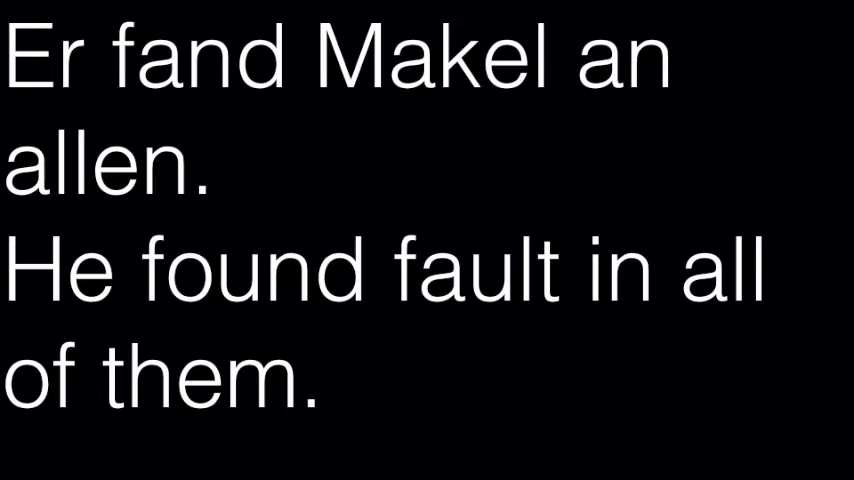 Er fand Makel an
allen.
He found fault in all
of them.